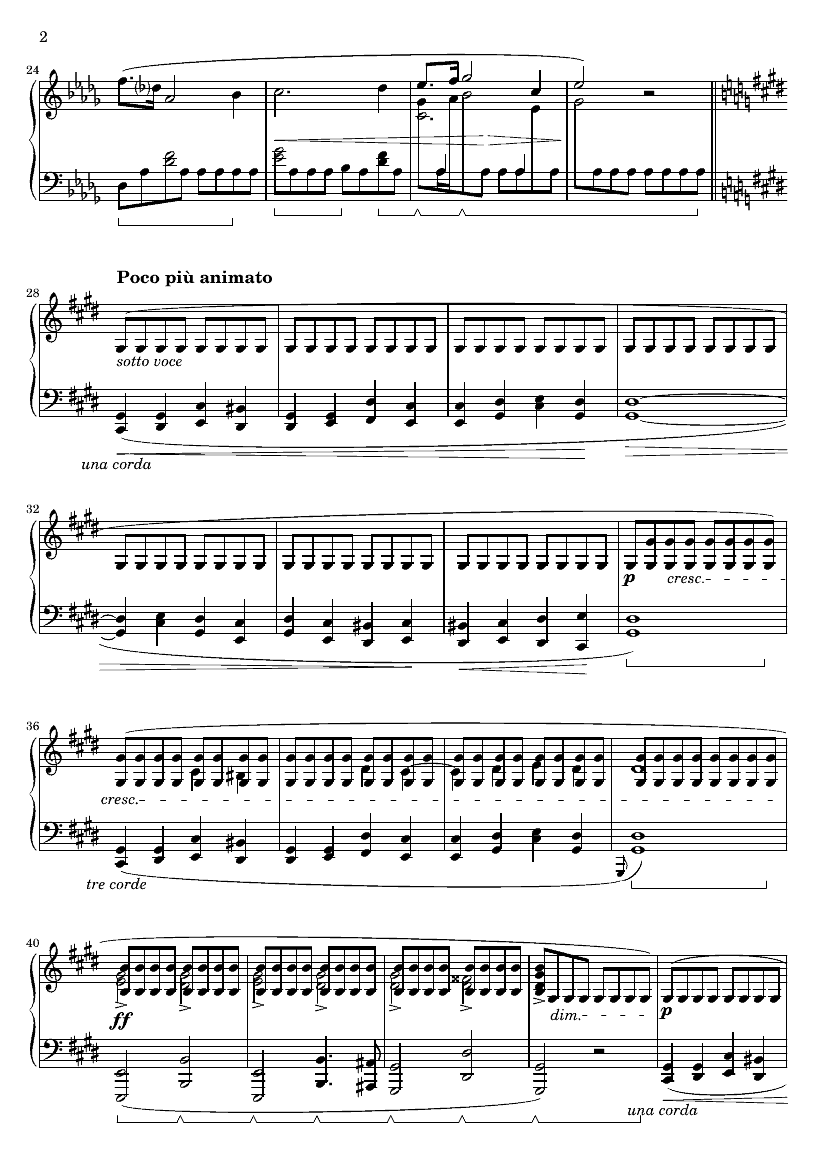 2
24
Poco più animato
28
sotto voce
una corda
32
p cresc.
36
cresc.
tre corde
40
ff dim. p
una corda